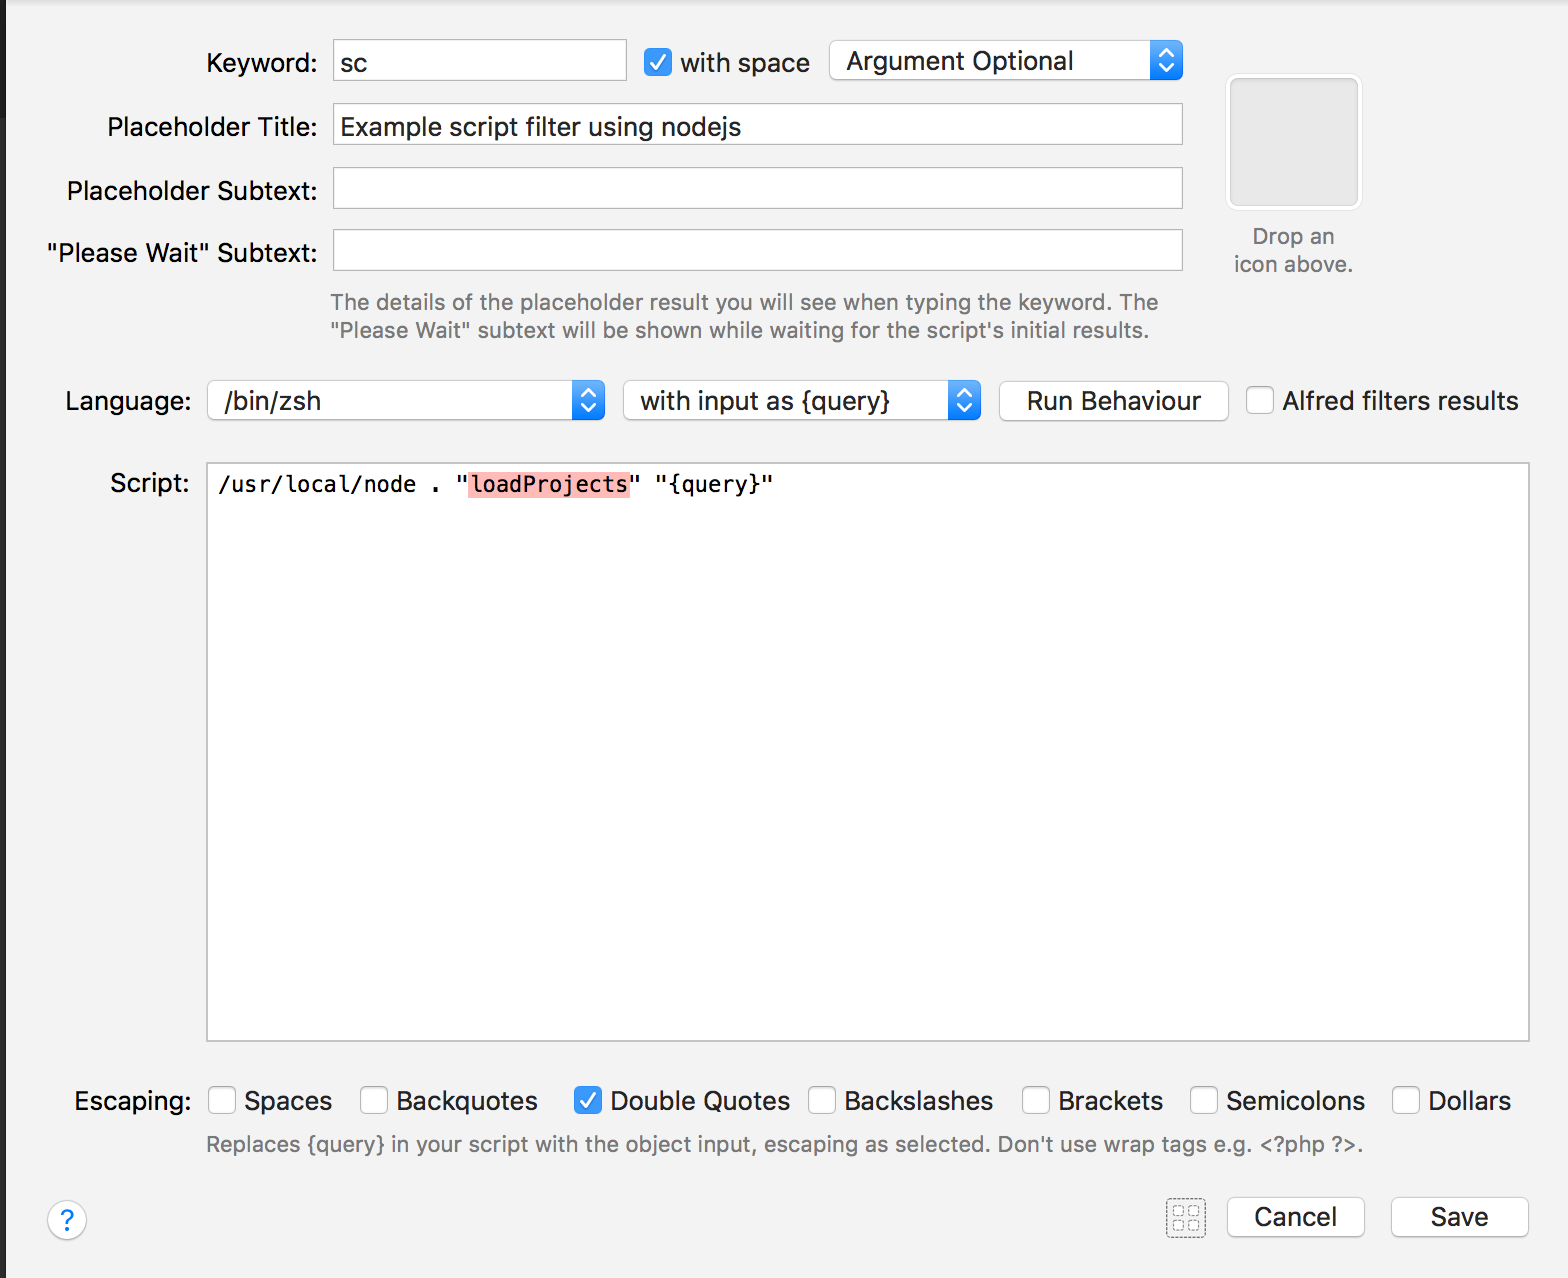 Keyword: sc with space Argument Optional
Placeholder Title: Example script filter using nodejs
Placeholder Subtext:
"Please Wait" Subtext:
Drop an
icon above.
The details of the placeholder result you will see when typing the keyword. The
"Please Wait" subtext will be shown while waiting for the script's initial results.
Language: /bin/zsh with input as {query} Run Behaviour Alfred filters results
Script: /usr/local/node . "loadProjects" "{query}"
Escaping: Spaces Backquotes Double Quotes Backslashes Brackets Semicolons Dollars
Replaces {query} in your script with the object input, escaping as selected. Don't use wrap tags e.g. <?php ?>.
? Cancel Save